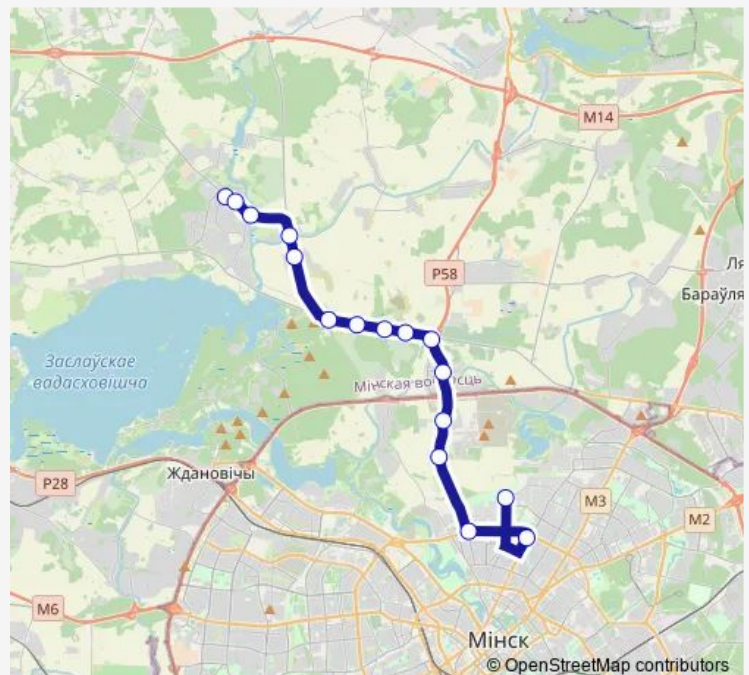 M14
P58
Ля
Бараўля
Заслаўскае
вадасховішча
Мінская вобласць
Ждановічы
P28
M3
M2
M6
Мінск
© OpenStreetMap contributors